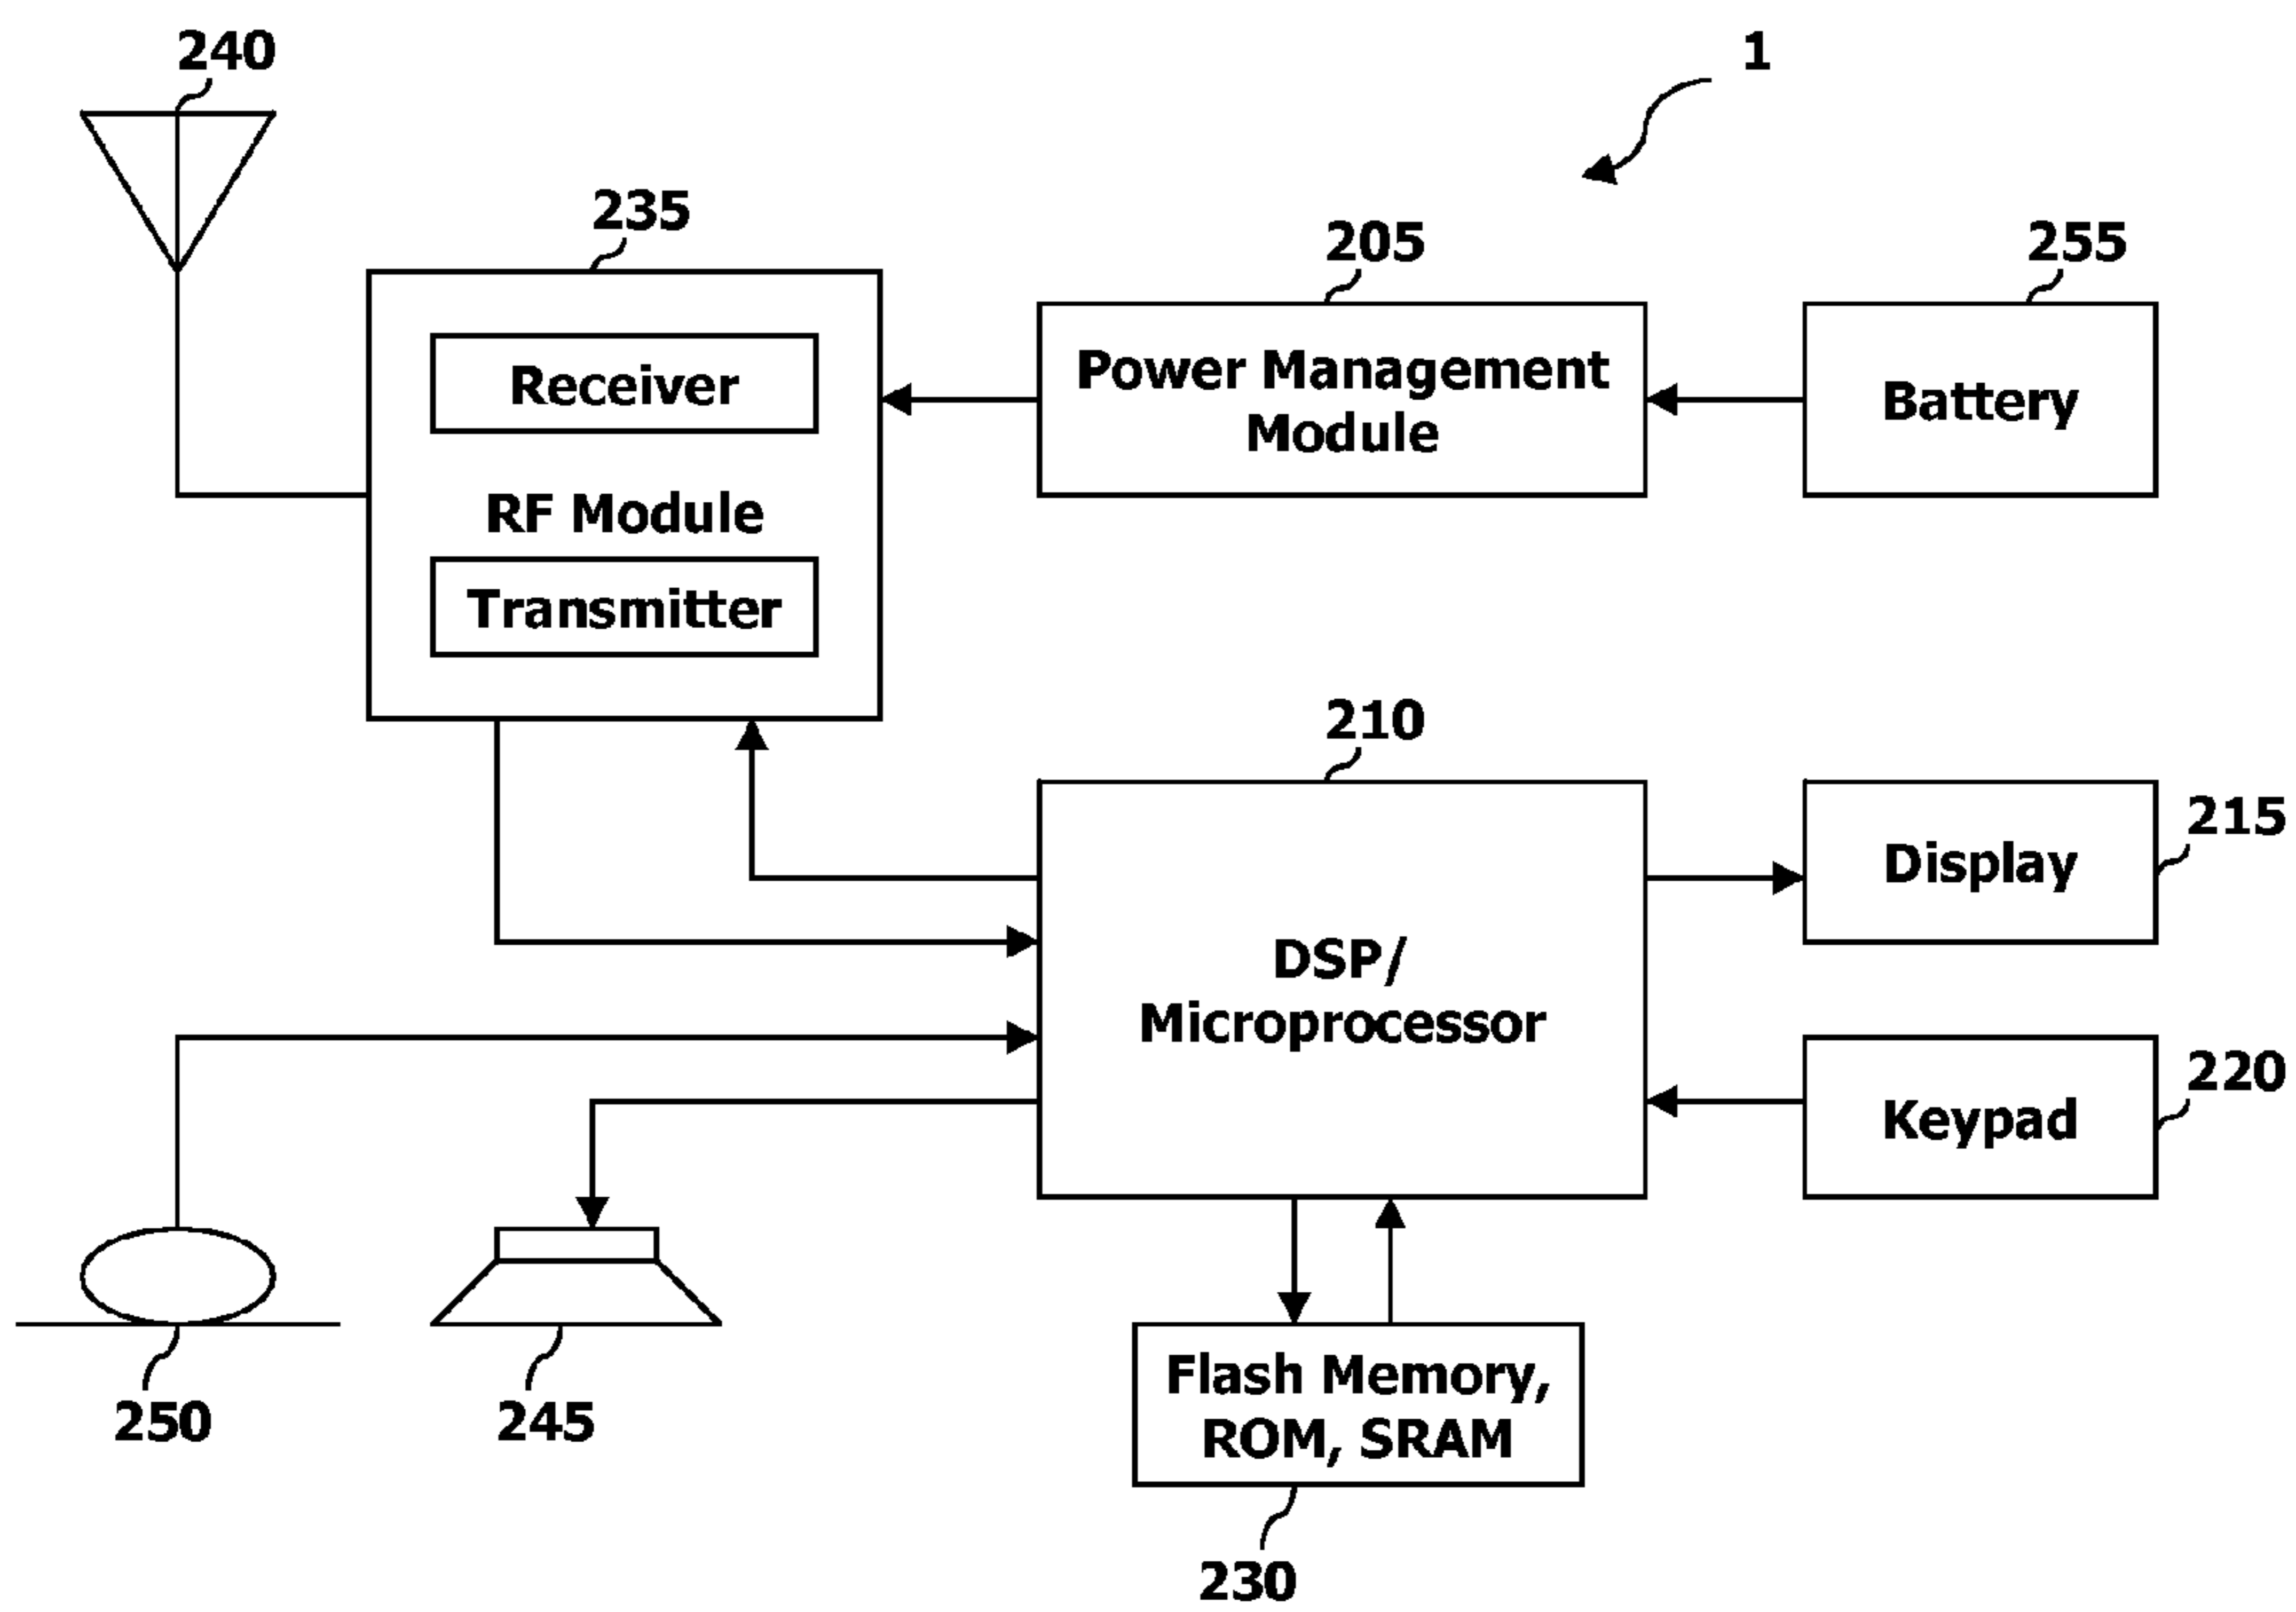 240
1
235
205
255
Receiver
Power Management
Module
Battery
RF Module
Transmitter
210
215
Display
DSP/
Microprocessor
220
Keypad
250
245
Flash Memory,
ROM, SRAM
230